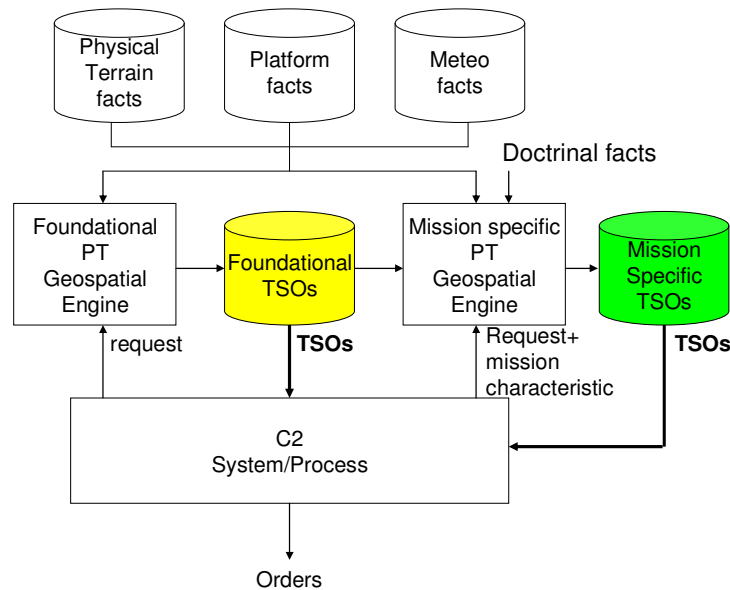 Physical
Terrain
facts
Platform
facts
Meteo
facts
Doctrinal facts
Foundational
PT
Geospatial
Engine
Foundational
TSOs
Mission specific
PT
Geospatial
Engine
Mission
Specific
TSOs
request
TSOs
Request+
mission
characteristic
TSOs
C2
System/Process
Orders